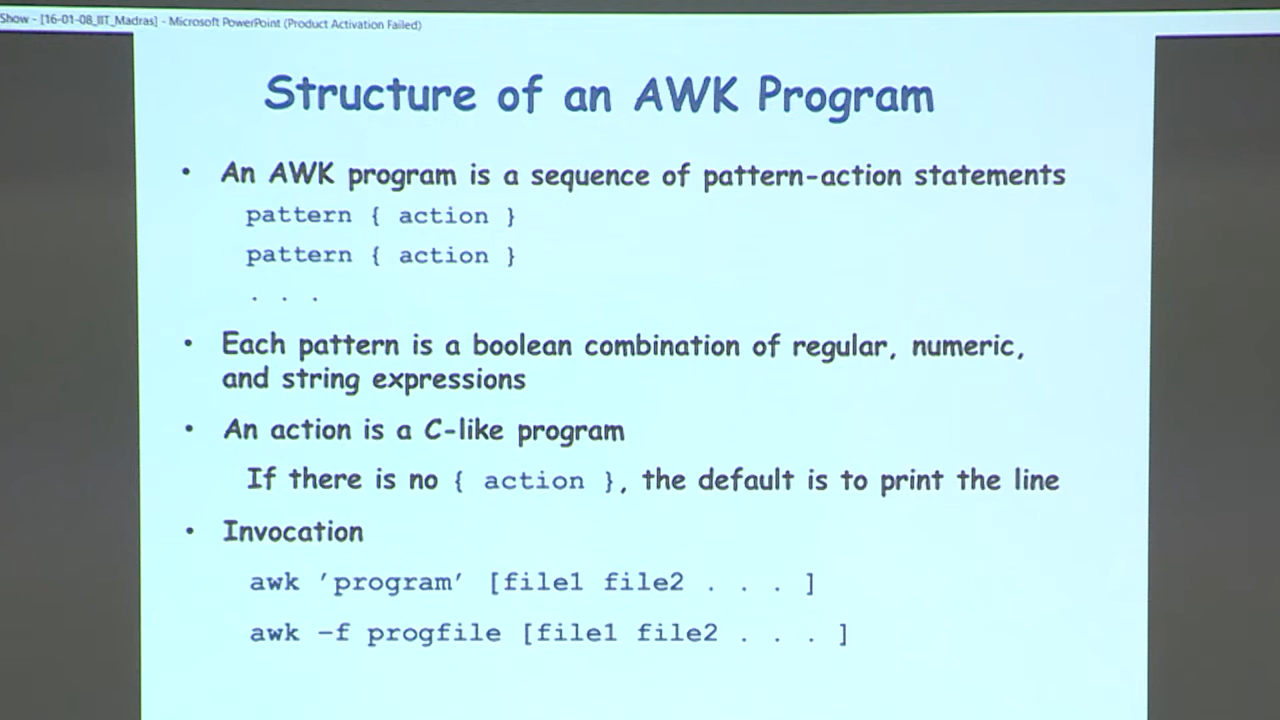 Show - [16-01-08_IIT_Madras] - Microsoft PowerPoint (Product Activation Failed)
Structure of an AWK Program
• An AWK program is a sequence of pattern-action statements
pattern { action }
pattern { action }
. . .
• Each pattern is a boolean combination of regular, numeric,
and string expressions
• An action is a C-like program
If there is no { action }, the default is to print the line
• Invocation
awk ’program’ [file1 file2 . . . ]
awk –f progfile [file1 file2 . . . ]